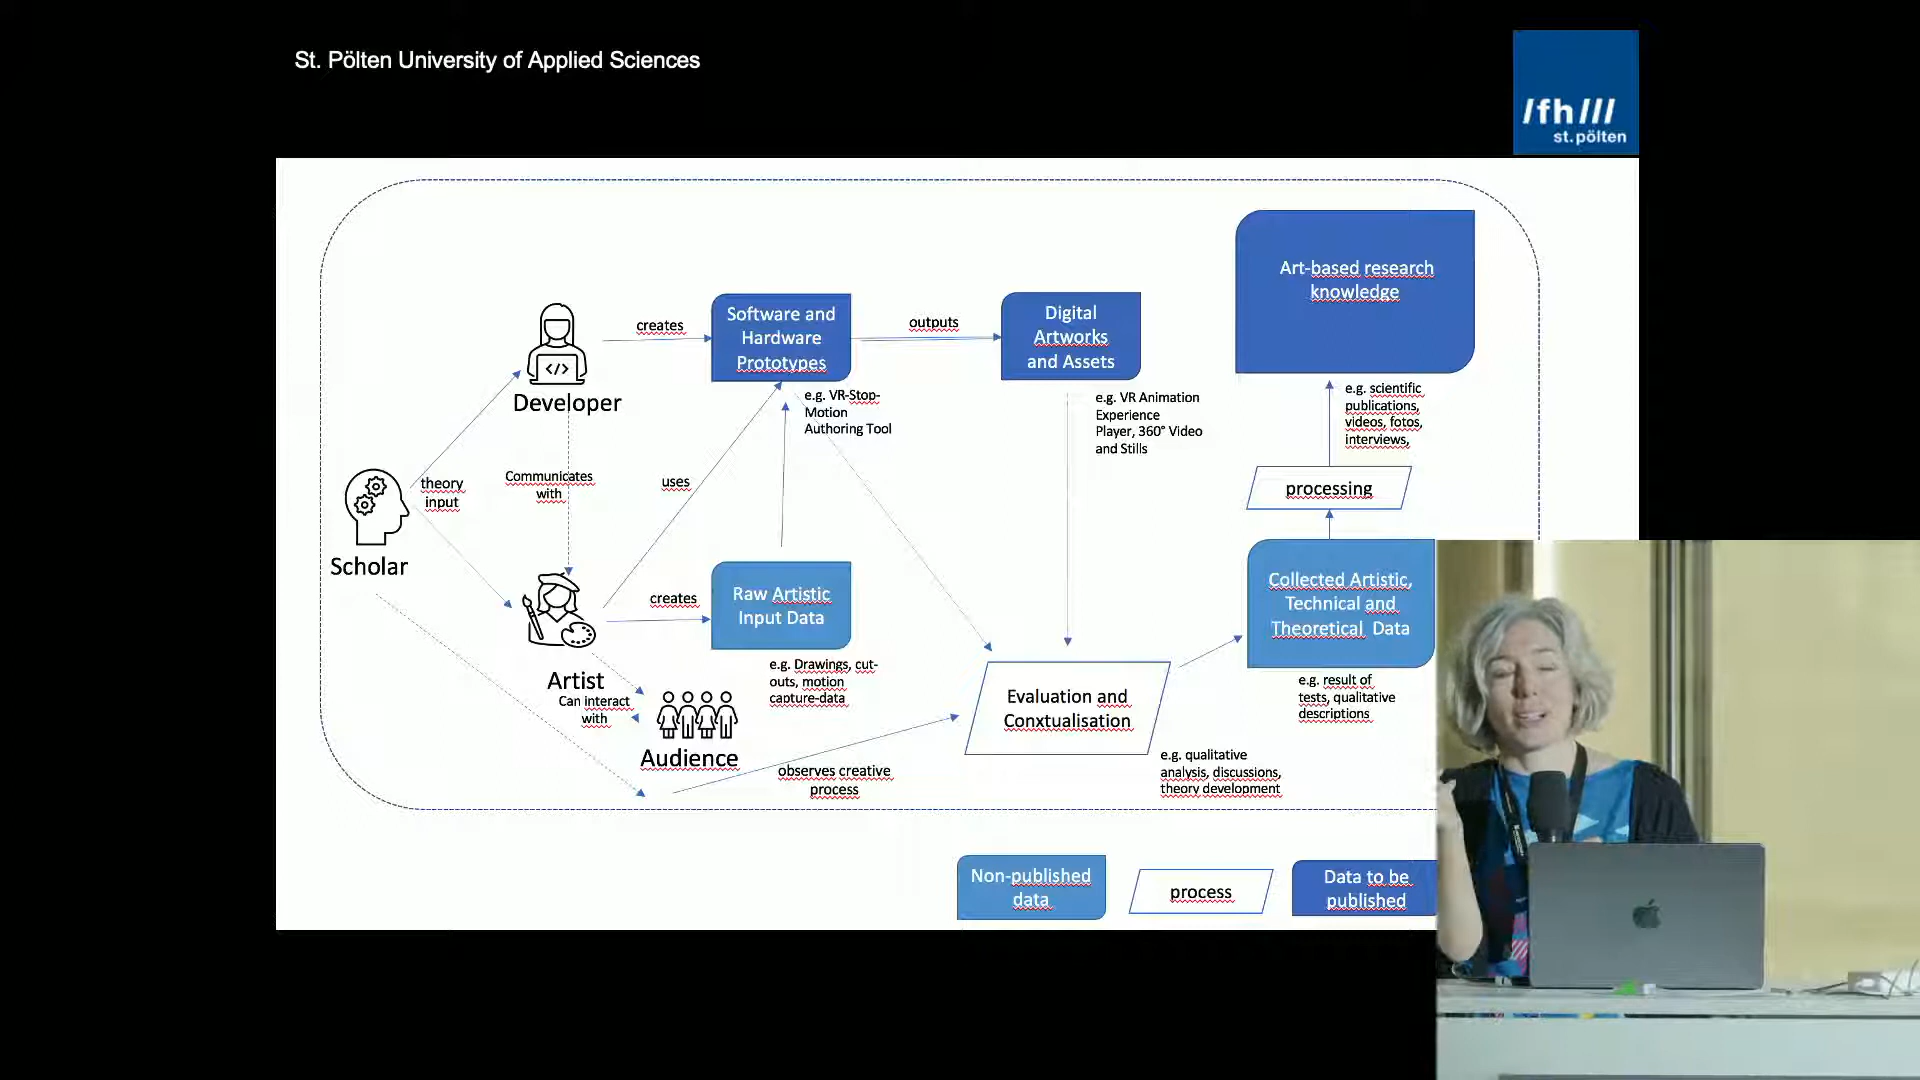 St. Pölten University of Applied Sciences
/fh///
st.pölten
Art-based research
knowledge
Software and
Hardware
Prototypes
Digital
Artworks
and Assets
creates
outputs
e.g. VR-Stop-
Motion
Authoring Tool
e.g. VR Animation
Experience
Player, 360° Video
and Stills
e.g. scientific
publications,
videos, fotos,
interviews,
Developer
theory
input
Communicates
with
uses
processing
Scholar
creates
Raw Artistic
Input Data
Collected Artistic,
Technical and
Theoretical Data
Artist
Can interact
with
e.g. Drawings, cut-
outs, motion
capture-data
Evaluation and
Conxtualisation
e.g. result of
tests, qualitative
descriptions
Audience
observes creative
process
e.g. qualitative
analysis, discussions,
theory development
Non-published
data
process
Data to be
published